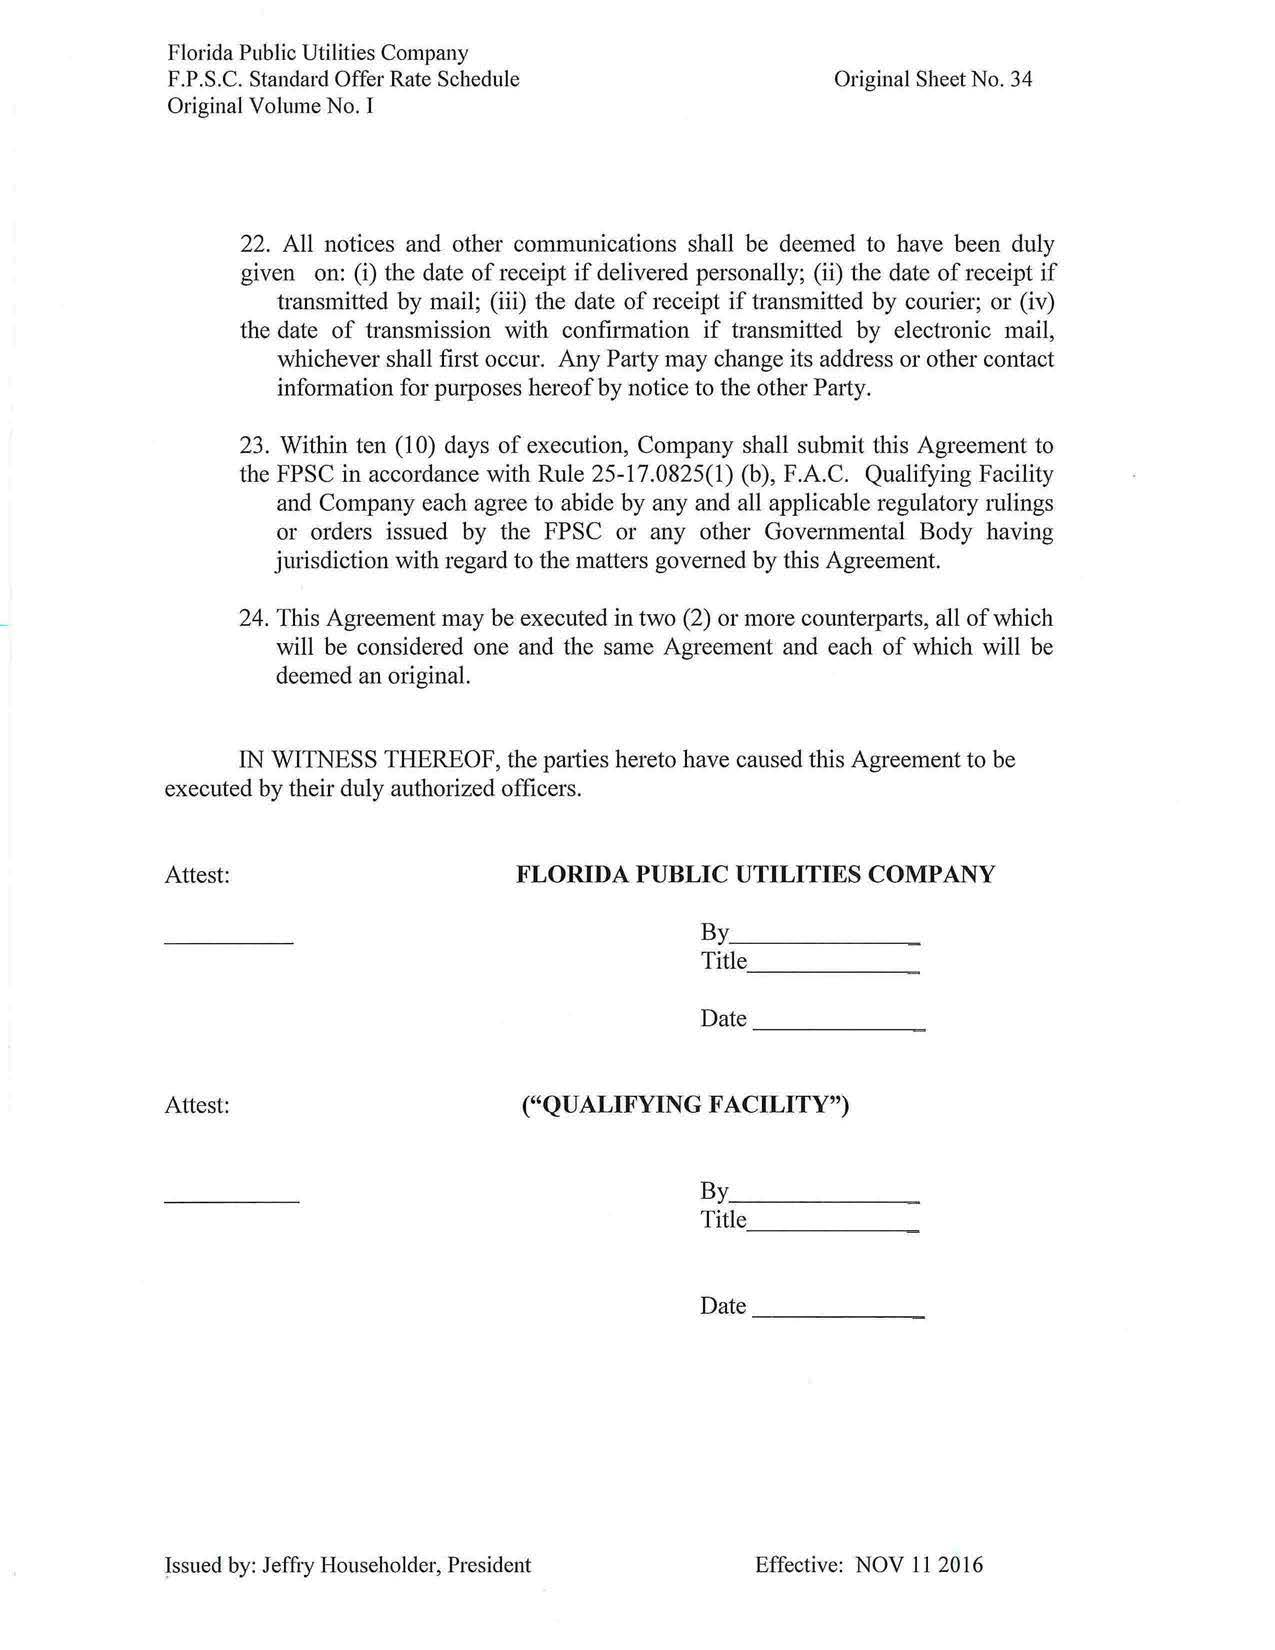 Florida Public Utilities Company
F.P.S.C. Standard Offer Rate Schedule Original Sheet No. 34
Original Volume No. I
22. All notices and other communications shall be deemed to have been duly
given on: (i) the date of receipt if delivered personally; (ii) the date of receipt if
transmitted by mail; (iii) the date of receipt if transmitted by courier; or (iv)
the date of transmission with confirmation if transmitted by electronic mail,
whichever shall first occur. Any Party may change its address or other contact
information for purposes hereof by notice to the other Party.
23. Within ten (10) days of execution, Company shall submit this Agreement to
the FPSC in accordance with Rule 25-17.0825(1) (b), F.A.C. Qualifying Facility
and Company each agree to abide by any and all applicable regulatory rulings
or orders issued by the FPSC or any other Governmental Body having
jurisdiction with regard to the matters governed by this Agreement.
24. This Agreement may be executed in two (2) or more counterparts, all of which
will be considered one and the same Agreement and each of which will be
deemed an original.
IN WITNESS THEREOF, the parties hereto have caused this Agreement to be
executed by their duly authorized officers.
Attest: FLORIDA PUBLIC UTILITIES COMPANY
By
Title
Date
Attest: ("QUALIFYING FACILITY")
By
Title
Date
Issued by: Jeffry Householder, President Effective: NOV 11 2016